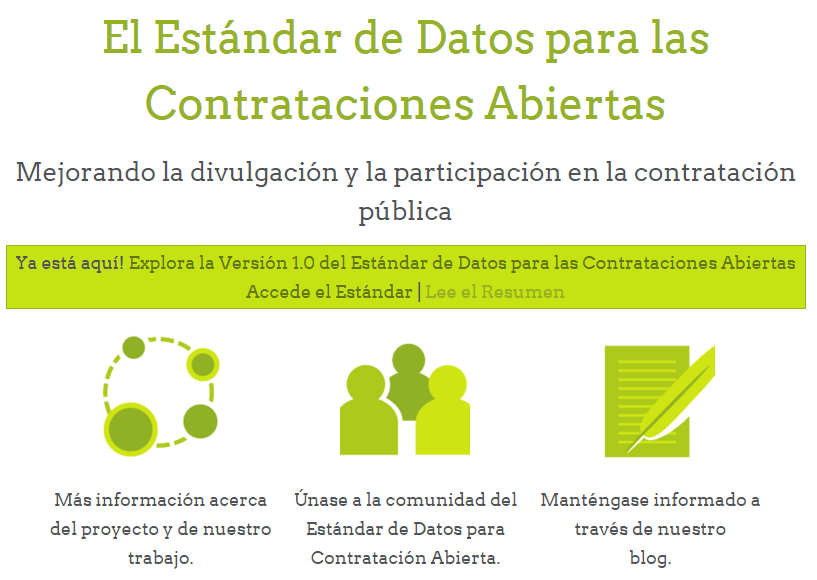 El Estándar de Datos para las
Contrataciones Abiertas
Mejorando la divulgación y la participación en la contratación
pública
Ya está aquí! Explora la Versión 1.0 del Estándar de Datos para las Contrataciones Abiertas
Accede el Estándar | Lee el Resumen
Más información acerca
del proyecto y de nuestro
trabajo.
Únase a la comunidad del
Estándar de Datos para
Contratación Abierta.
Manténgase informado a
través de nuestro
blog.